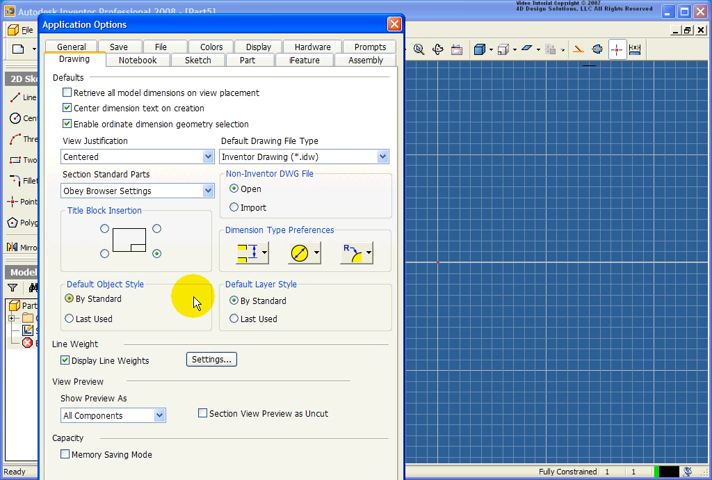 Autodesk Inventor Professional 2008 - [Part5]
Video Tutorial Copyright © 2007
4D Design Solutions, LLC All Rights Reserved
Application Options
File
General
Save
File
Colors
Display
Hardware
Prompts
Drawing
Notebook
Sketch
Part
iFeature
Assembly
2D Sk
Line
Cen
Thre
Two
Fillet
Point
Polyg
Mirro
Model
Part
Defaults
Retrieve all model dimensions on view placement
Center dimension text on creation
Enable ordinate dimension geometry selection
View Justification
Default Drawing File Type
Centered
Inventor Drawing (*.idw)
Section Standard Parts
Non-Inventor DWG File
Obey Browser Settings
Open
Import
Title Block Insertion
Dimension Type Preferences
Default Object Style
Default Layer Style
By Standard
By Standard
Last Used
Last Used
Line Weight
Display Line Weights
Settings...
View Preview
Show Preview As
All Components
Section View Preview as Uncut
Capacity
Memory Saving Mode
Ready
Fully Constrained 1 1